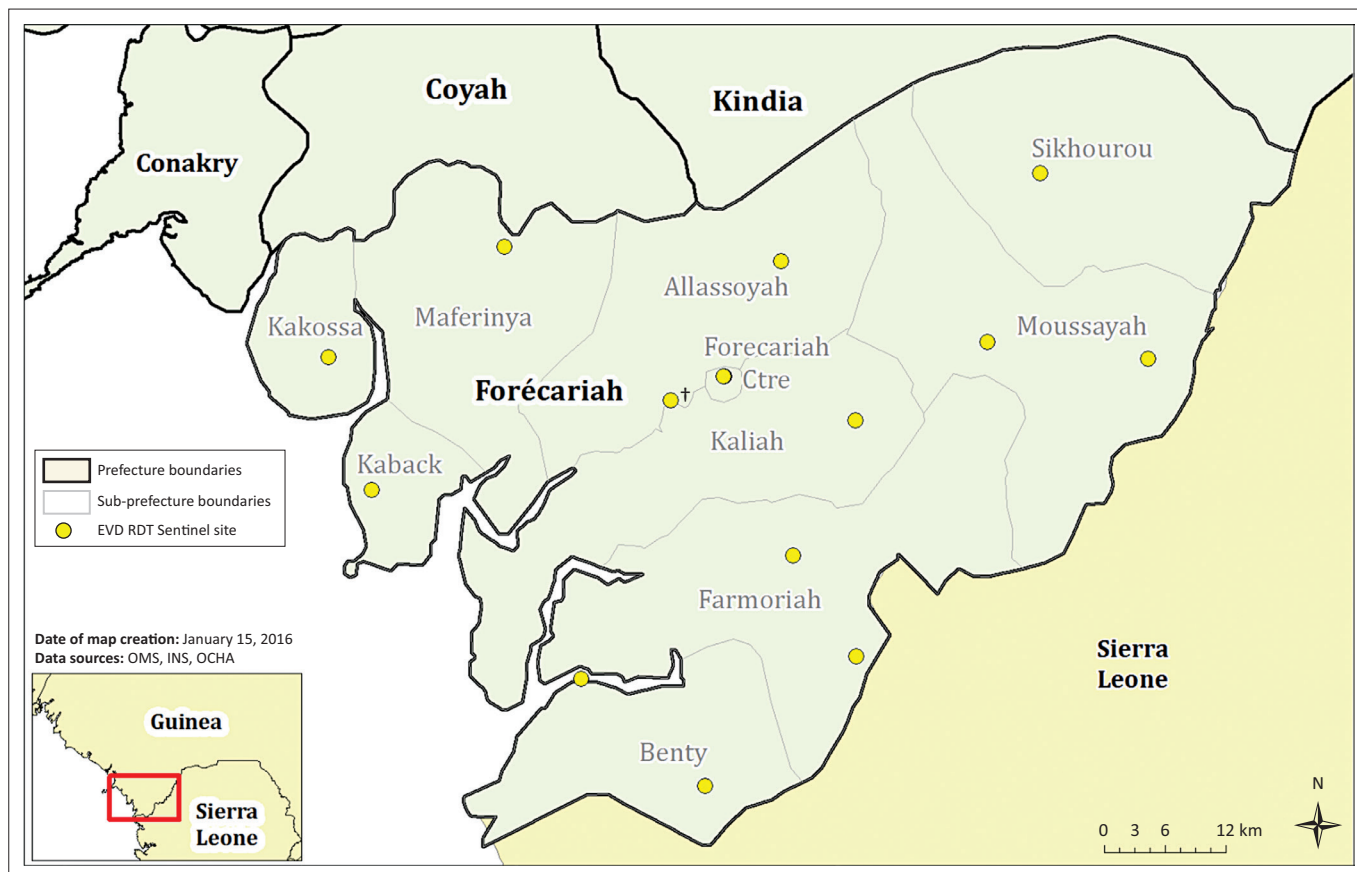 Coyah
Kindia
Conakry
Sikhourou
Allassoyah
Maferinya
Kakossa
Moussayah
Forecariah
Ctre
Forécariah
†
Kaliah
Kaback
Prefecture boundaries
Sub-prefecture boundaries
EVD RDT Sentinel site
Farmoriah
Date of map creation: January 15, 2016
Data sources: OMS, INS, OCHA
Sierra
Leone
Guinea
Benty
Sierra
Leone
N
0 3 6 12 km